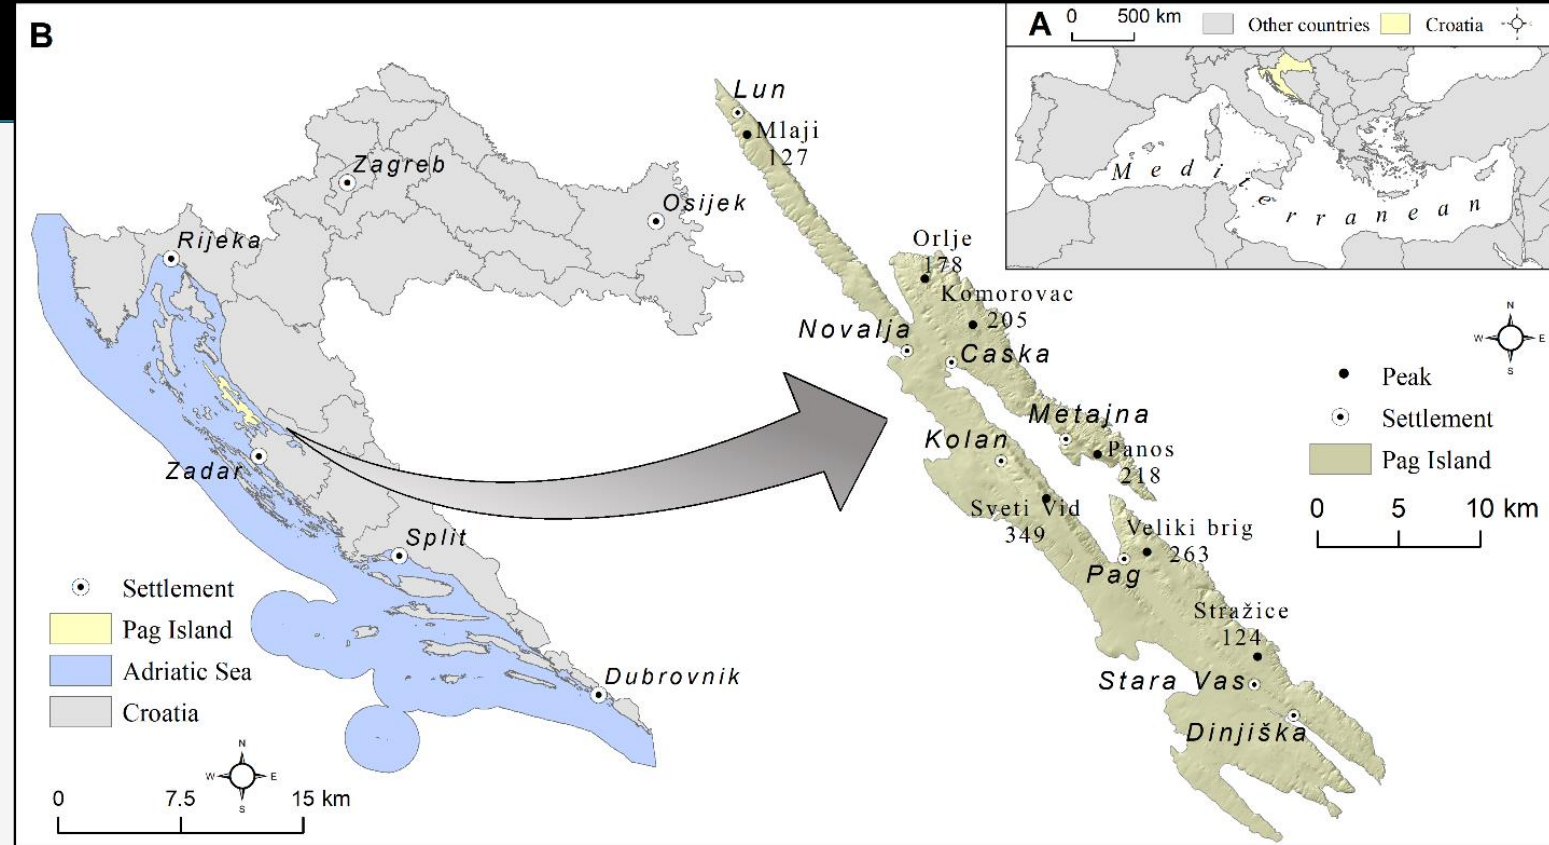 B
Zagreb
Osijek
Rijeka
Zadar
Split
Dubrovnik
Settlement
Pag Island
Adriatic Sea
Croatia
N
W E
S
0 7.5 15 km
A
0 500 km
Other countries
Croatia
Mediterranean
Lun
Mlaji
127
Orlje
178
Komorovac
205
Novalja
Caska
Metajna
Kolan
Panos
218
Sveti Vid
349
Veliki brig
263
Pag
Stražice
124
Stara Vas
Dinjiška
N
W E
S
Peak
Settlement
Pag Island
0 5 10 km